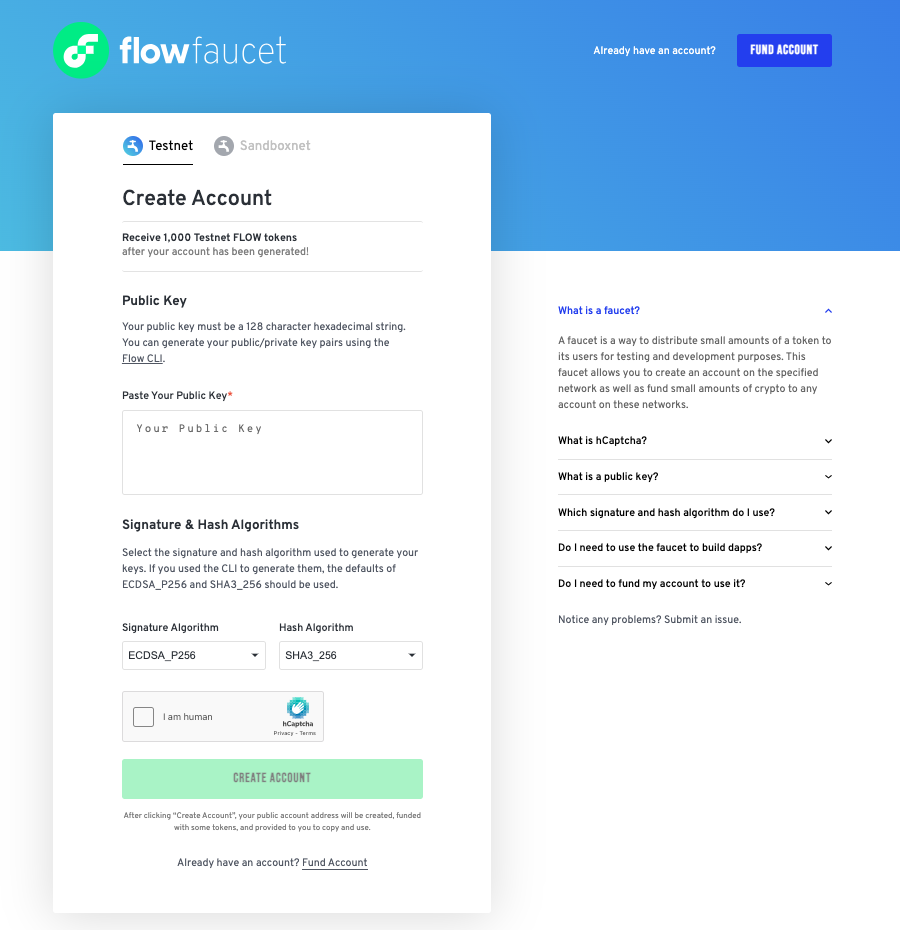 flowfaucet
Already have an account?
FUND ACCOUNT
Testnet
Sandboxnet
Create Account
Receive 1,000 Testnet FLOW tokens
after your account has been generated!
Public Key
Your public key must be a 128 character hexadecimal string.
You can generate your public/private key pairs using the
Flow CLI.
Paste Your Public Key*
Your Public Key
Signature & Hash Algorithms
Select the signature and hash algorithm used to generate your
keys. If you used the CLI to generate them, the defaults of
ECDSA_P256 and SHA3_256 should be used.
Signature Algorithm
Hash Algorithm
ECDSA_P256
SHA3_256
I am human
hCaptcha
Privacy - Terms
CREATE ACCOUNT
After clicking “Create Account”, your public account address will be created, funded
with some tokens, and provided to you to copy and use.
Already have an account? Fund Account
What is a faucet?
A faucet is a way to distribute small amounts of a token to
its users for testing and development purposes. This
faucet allows you to create an account on the specified
network as well as fund small amounts of crypto to any
account on these networks.
What is hCaptcha?
What is a public key?
Which signature and hash algorithm do I use?
Do I need to use the faucet to build dapps?
Do I need to fund my account to use it?
Notice any problems? Submit an issue.